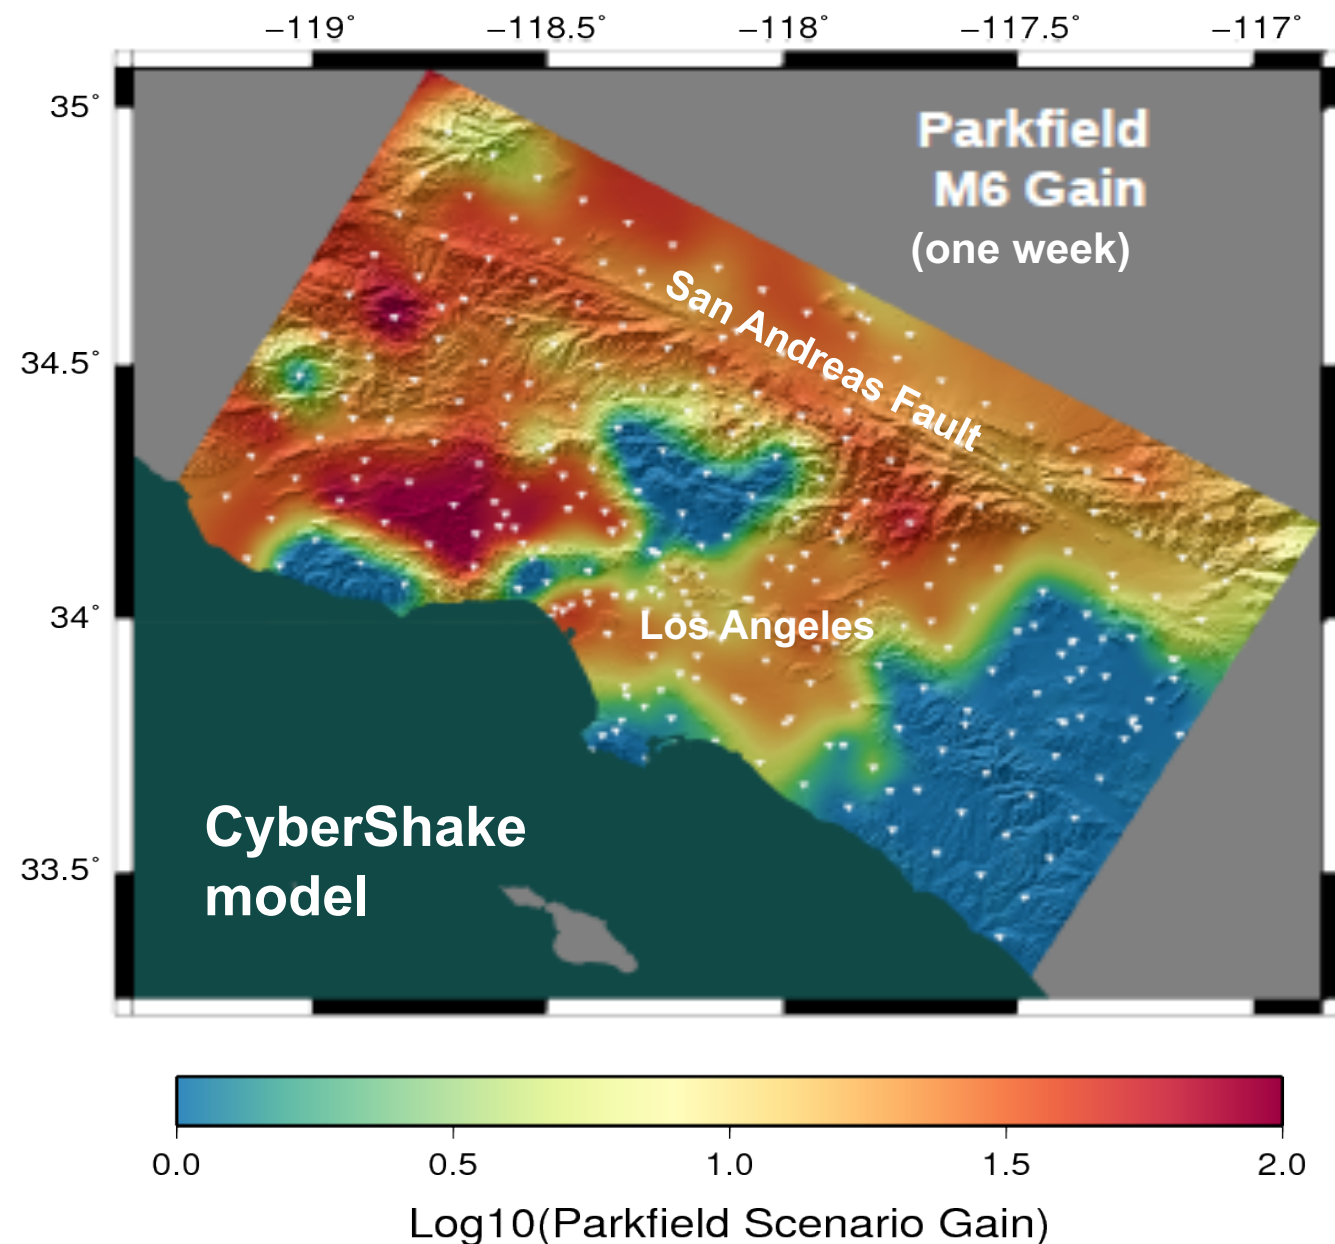 −119° −118.5° −118° −117.5° −117°
35°
34.5°
34°
33.5°
Parkfield
M6 Gain
(one week)
San Andreas Fault
Los Angeles
CyberShake
model
0.0 0.5 1.0 1.5 2.0
Log10(Parkfield Scenario Gain)